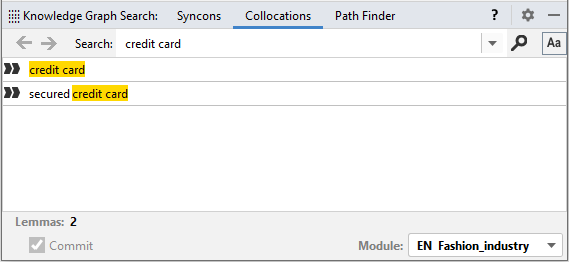 Knowledge Graph Search: Syncons Collocations Path Finder ?
Search: credit card Aa
credit card
secured credit card
Lemmas: 2
Commit Module: EN Fashion_industry